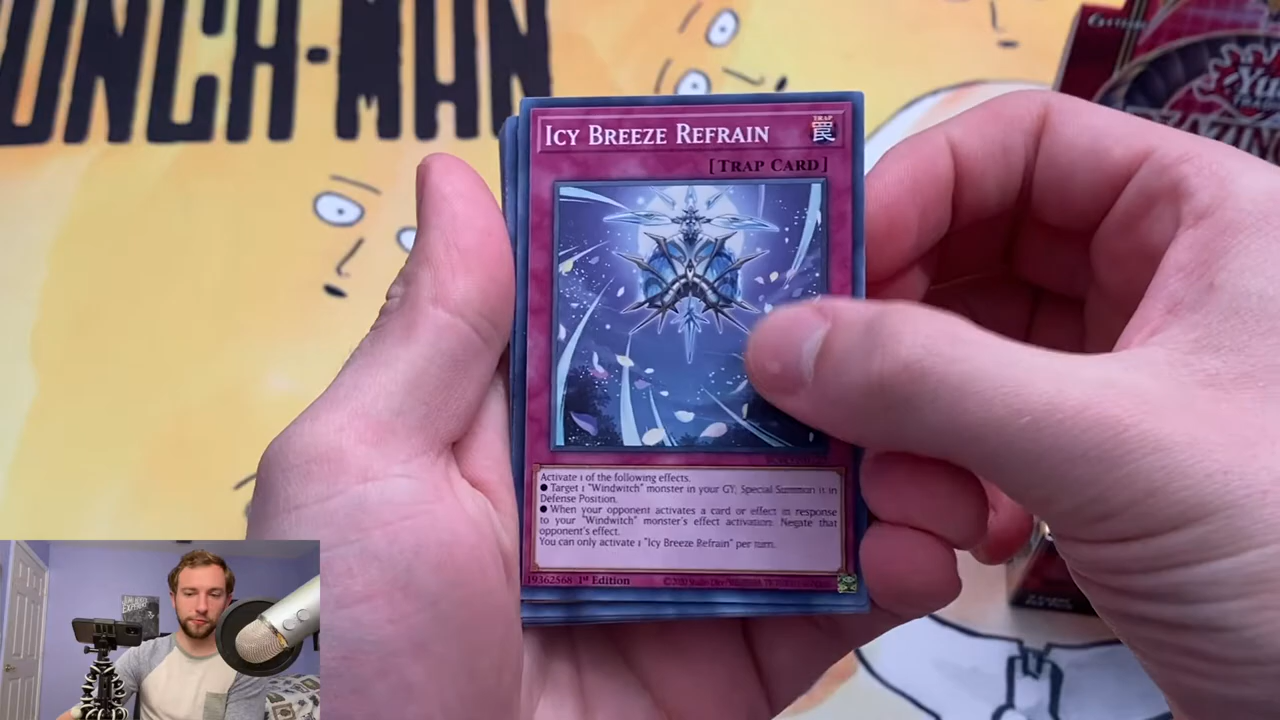 UNCH-MAN
ICY BREEZE REFRAIN
TRAP
罠
[TRAP CARD]
Activate 1 of the following effects.
● Target 1 "Windwitch" monster in your GY; Special Summon it in
Defense Position.
● When your opponent activates a card or effect in response
to your "Windwitch" monster's effect activation: Negate that
opponent's effect.
You can only activate 1 "Icy Breeze Refrain" per turn.
19362568 1st Edition
©2020 Studio Dice/
Yu